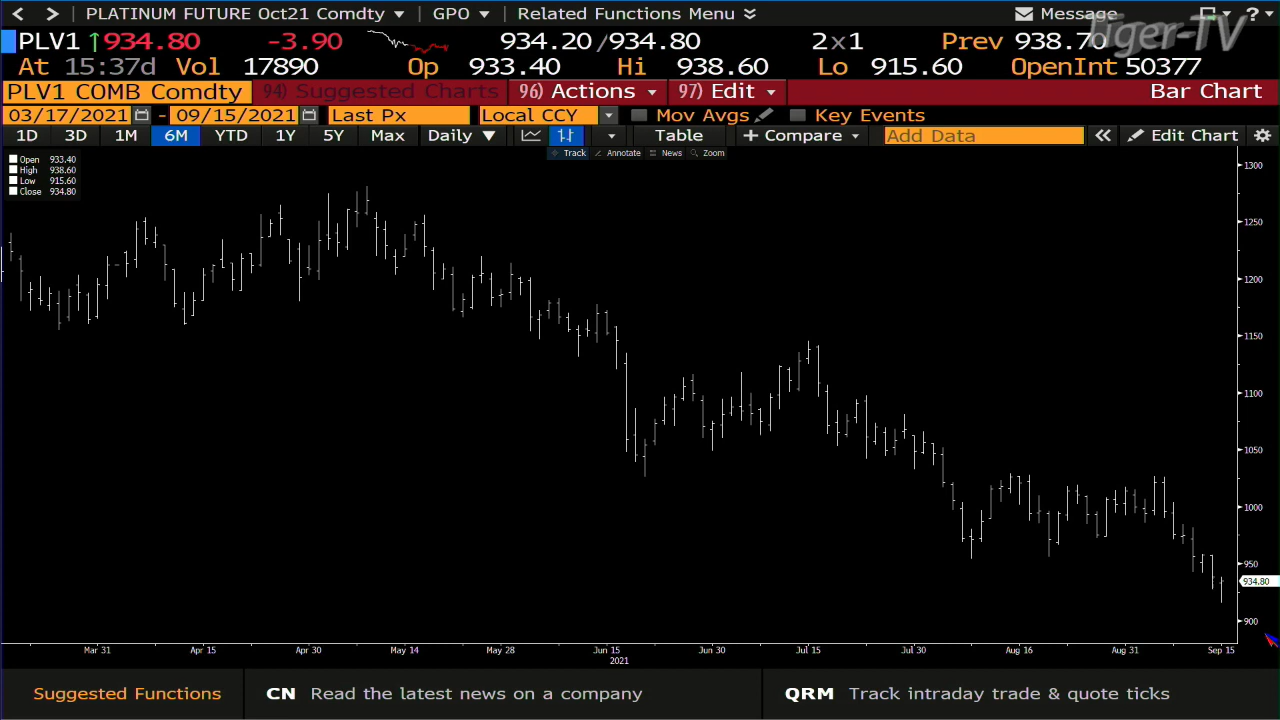 < > PLATINUM FUTURE Oct21 Comdty GPO Related Functions Menu Message ?
Tiger-TV
PLV1 ↑934.80 -3.90 934.20/934.80 2×1 Prev 938.70
At 15:37d Vol 17890 Op 933.40 Hi 938.60 Lo 915.60 OpenInt 50377
PLV1 COMB Comdty 94) Suggested Charts 96) Actions 97) Edit Bar Chart
03/17/2021 - 09/15/2021 Last Px Local CCY Mov Avgs Key Events
1D 3D 1M 6M YTD 1Y 5Y Max Daily ▼ Table + Compare Add Data « Edit Chart
Track Annotate News Zoom
Open 933.40
High 938.60
Low 915.60
Close 934.80
1300
1250
1200
1150
1100
1050
1000
950
934.80
900
Mar 31 Apr 15 Apr 30 May 14 May 28 Jun 15 Jun 30 Jul 15 Jul 30 Aug 16 Aug 31 Sep 15
2021
Suggested Functions CN Read the latest news on a company QRM Track intraday trade & quote ticks